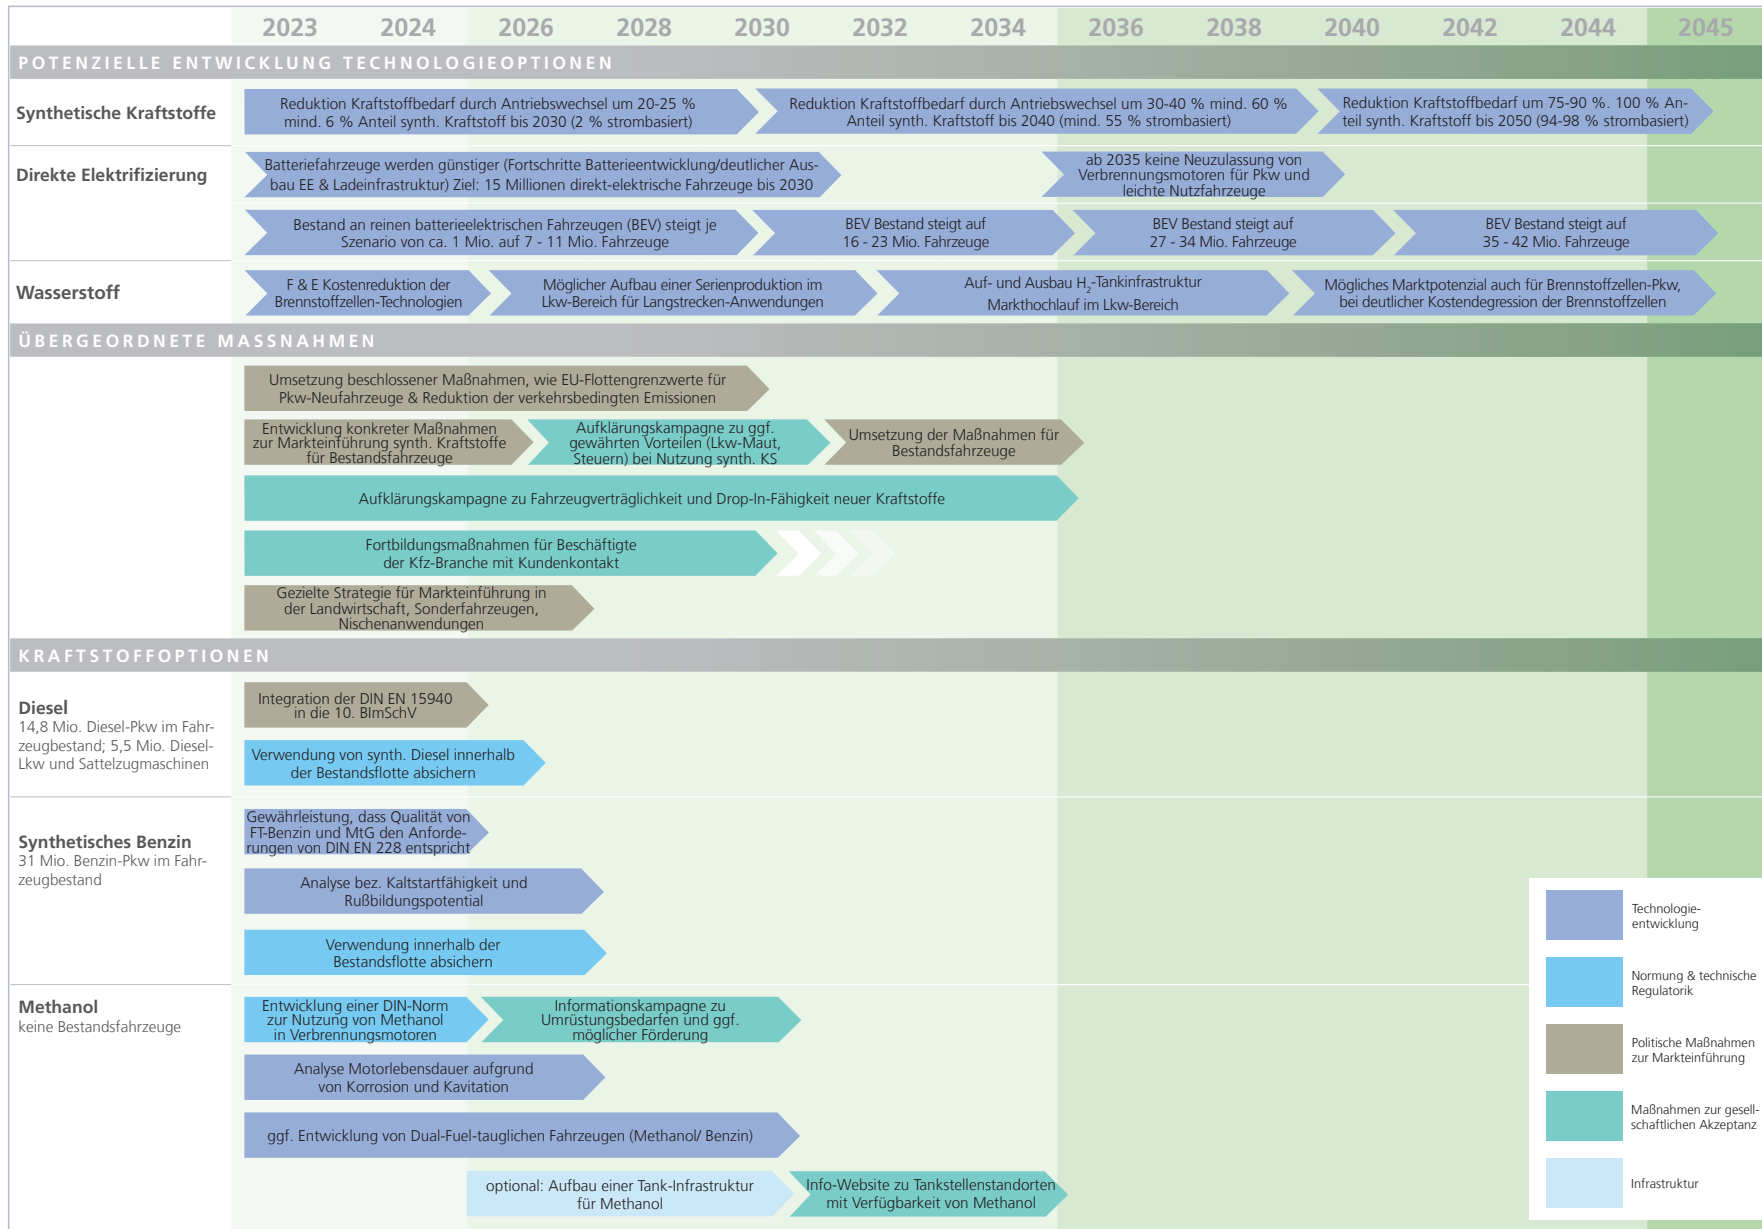 2023 2024 2026 2028 2030 2032 2034 2036 2038 2040 2042 2044 2045
POTENZIELLE ENTWICKLUNG TECHNOLOGIEOPTIONEN
Synthetische Kraftstoffe
Reduktion Kraftstoffbedarf durch Antriebswechsel um 20-25 %
mind. 6 % Anteil synth. Kraftstoff bis 2030 (2 % strombasiert)
Reduktion Kraftstoffbedarf durch Antriebswechsel um 30-40 % mind. 60 %
Anteil synth. Kraftstoff bis 2040 (mind. 55 % strombasiert)
Reduktion Kraftstoffbedarf um 75-90 %. 100 % An-
teil synth. Kraftstoff bis 2050 (94-98 % strombasiert)
Direkte Elektrifizierung
Batteriefahrzeuge werden günstiger (Fortschritte Batterieentwicklung/deutlicher Aus-
bau EE & Ladeinfrastruktur) Ziel: 15 Millionen direkt-elektrische Fahrzeuge bis 2030
ab 2035 keine Neuzulassung von
Verbrennungsmotoren für Pkw und
leichte Nutzfahrzeuge
Bestand an reinen batterieelektrischen Fahrzeugen (BEV) steigt je
Szenario von ca. 1 Mio. auf 7 - 11 Mio. Fahrzeuge
BEV Bestand steigt auf
16 - 23 Mio. Fahrzeuge
BEV Bestand steigt auf
27 - 34 Mio. Fahrzeuge
BEV Bestand steigt auf
35 - 42 Mio. Fahrzeuge
Wasserstoff
F & E Kostenreduktion der
Brennstoffzellen-Technologien
Möglicher Aufbau einer Serienproduktion im
Lkw-Bereich für Langstrecken-Anwendungen
Auf- und Ausbau H₂-Tankinfrastruktur
Markthochlauf im Lkw-Bereich
Mögliches Marktpotenzial auch für Brennstoffzellen-Pkw,
bei deutlicher Kostendegression der Brennstoffzellen
ÜBERGEORDNETE MASSNAHMEN
Umsetzung beschlossener Maßnahmen, wie EU-Flottengrenzwerte für
Pkw-Neufahrzeuge & Reduktion der verkehrsbedingten Emissionen
Entwicklung konkreter Maßnahmen
zur Markteinführung synth. Kraftstoffe
für Bestandsfahrzeuge
Aufklärungskampagne zu ggf.
gewährten Vorteilen (Lkw-Maut,
Steuern) bei Nutzung synth. KS
Umsetzung der Maßnahmen für
Bestandsfahrzeuge
Aufklärungskampagne zu Fahrzeugverträglichkeit und Drop-In-Fähigkeit neuer Kraftstoffe
Fortbildungsmaßnahmen für Beschäftigte
der Kfz-Branche mit Kundenkontakt
Gezielte Strategie für Markteinführung in
der Landwirtschaft, Sonderfahrzeugen,
Nischenanwendungen
KRAFTSTOFFOPTIONEN
Diesel
14,8 Mio. Diesel-Pkw im Fahr-
zeugbestand; 5,5 Mio. Diesel-
Lkw und Sattelzugmaschinen
Integration der DIN EN 15940
in die 10. BImSchV
Verwendung von synth. Diesel innerhalb
der Bestandsflotte absichern
Synthetisches Benzin
31 Mio. Benzin-Pkw im Fahr-
zeugbestand
Gewährleistung, dass Qualität von
FT-Benzin und MtG den Anforde-
rungen von DIN EN 228 entspricht
Analyse bez. Kaltstartfähigkeit und
Rußbildungspotential
Verwendung innerhalb der
Bestandsflotte absichern
Methanol
keine Bestandsfahrzeuge
Entwicklung einer DIN-Norm
zur Nutzung von Methanol
in Verbrennungsmotoren
Informationskampagne zu
Umrüstungsbedarfen und ggf.
möglicher Förderung
Analyse Motorlebensdauer aufgrund
von Korrosion und Kavitation
ggf. Entwicklung von Dual-Fuel-tauglichen Fahrzeugen (Methanol/ Benzin)
optional: Aufbau einer Tank-Infrastruktur
für Methanol
Info-Website zu Tankstellenstandorten
mit Verfügbarkeit von Methanol
Technologie-
entwicklung
Normung & technische
Regulatorik
Politische Maßnahmen
zur Markteinführung
Maßnahmen zur gesell-
schaftlichen Akzeptanz
Infrastruktur